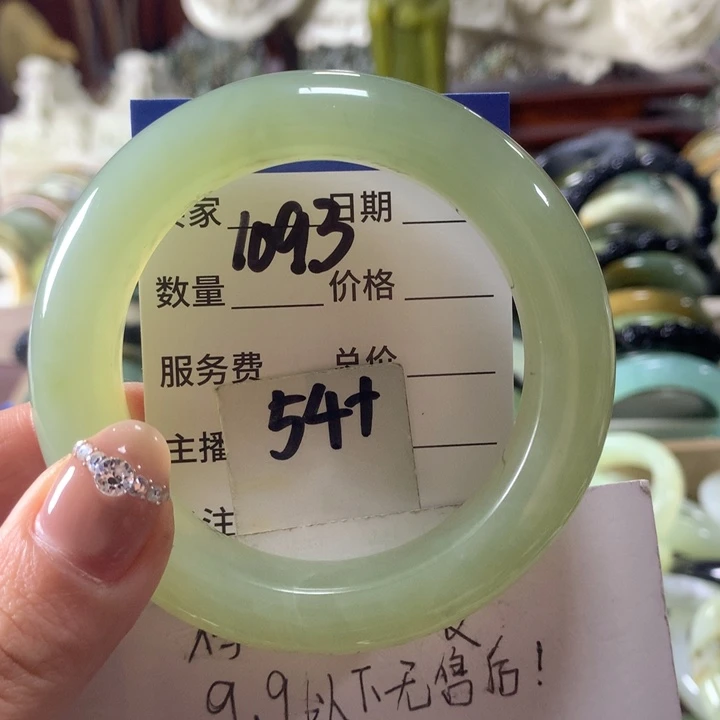 家 1093 日期
数量 价格
服务费 总价
54+
主播
注
9.9以下无售后！